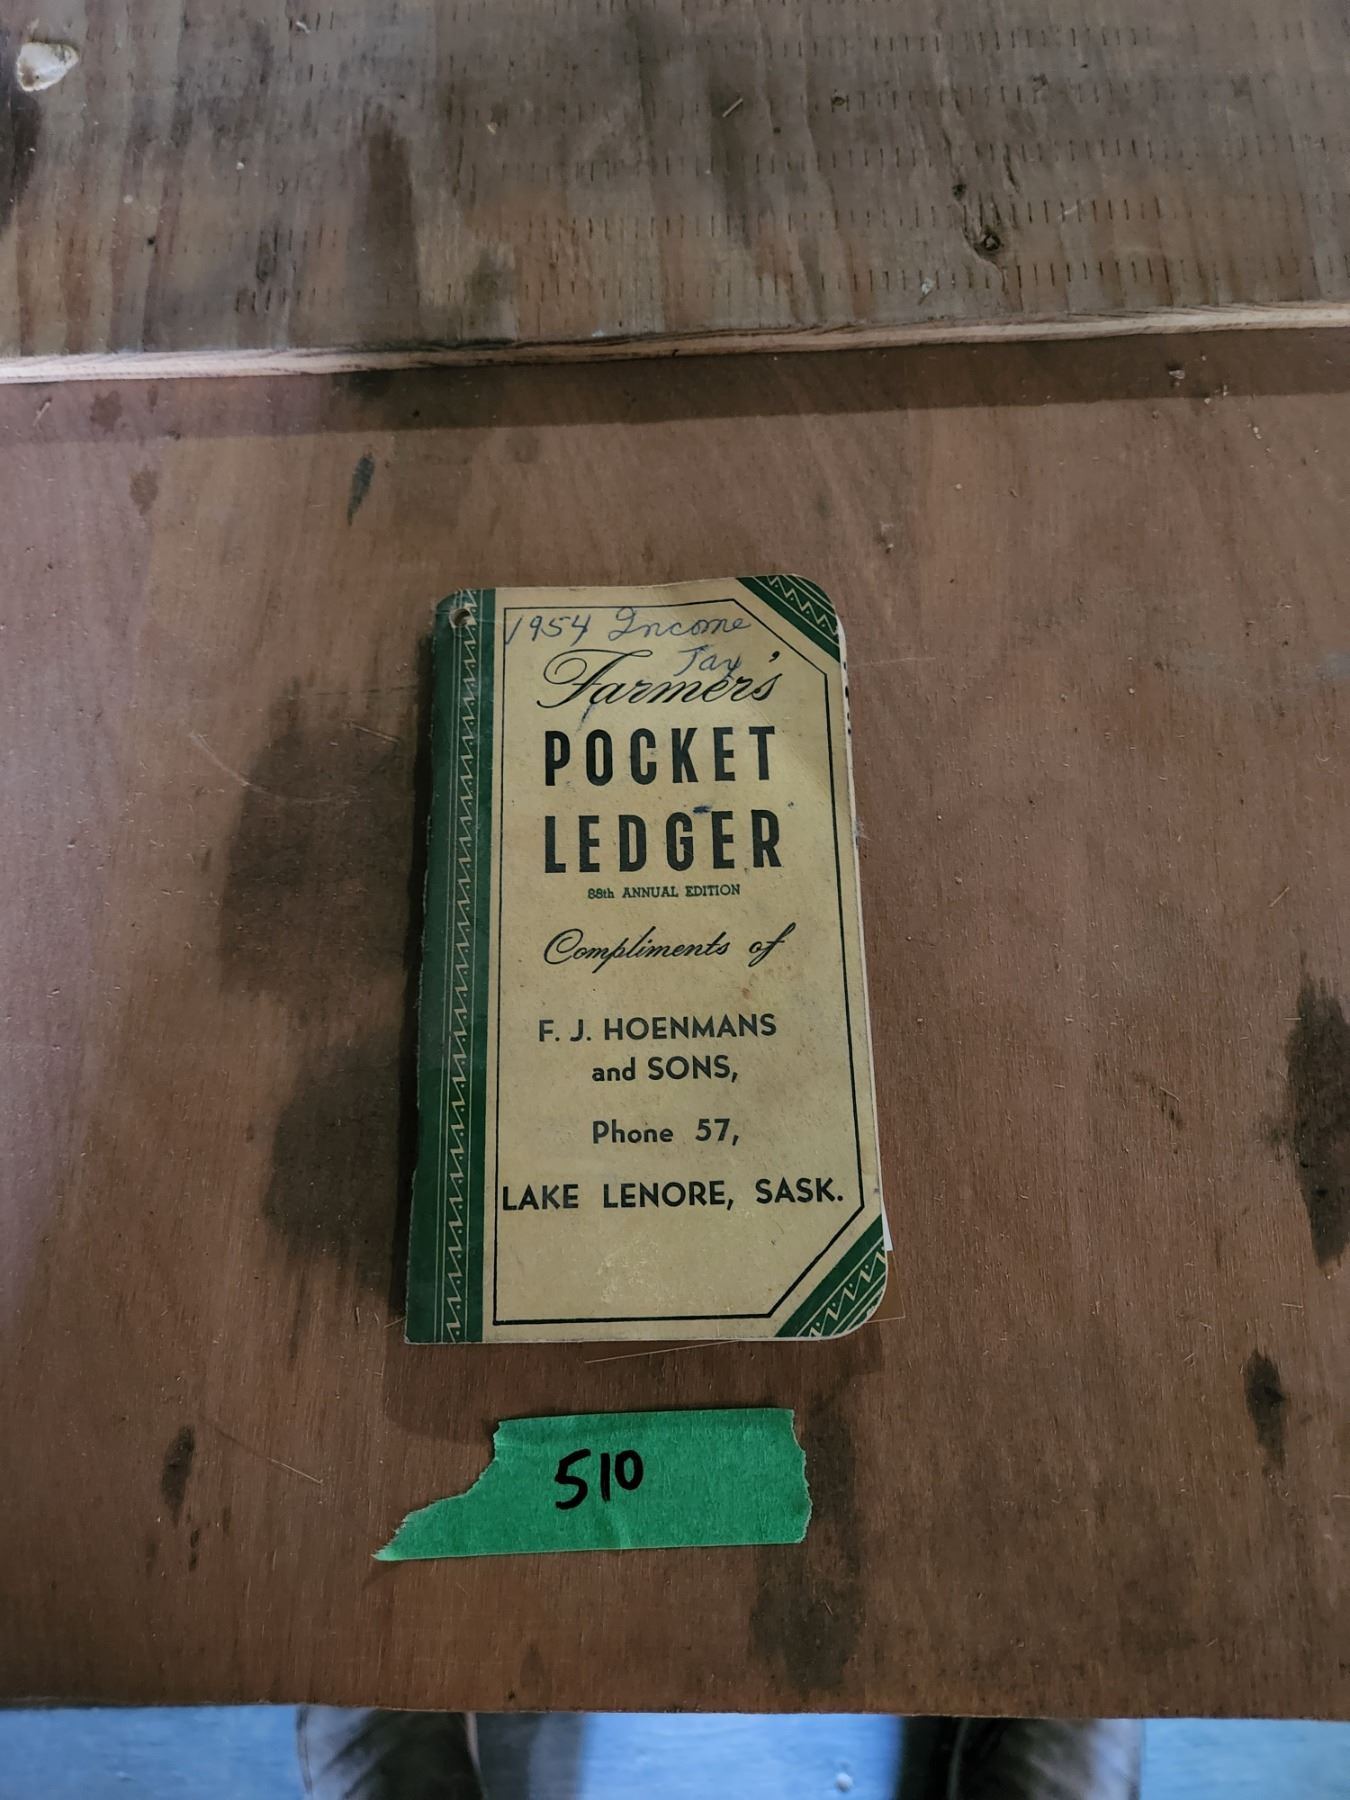 1954 Income
Tax
Farmer's
POCKET
LEDGER
88th ANNUAL EDITION
Compliments of
F. J. HOENMANS
and SONS,
Phone 57,
LAKE LENORE, SASK.
510